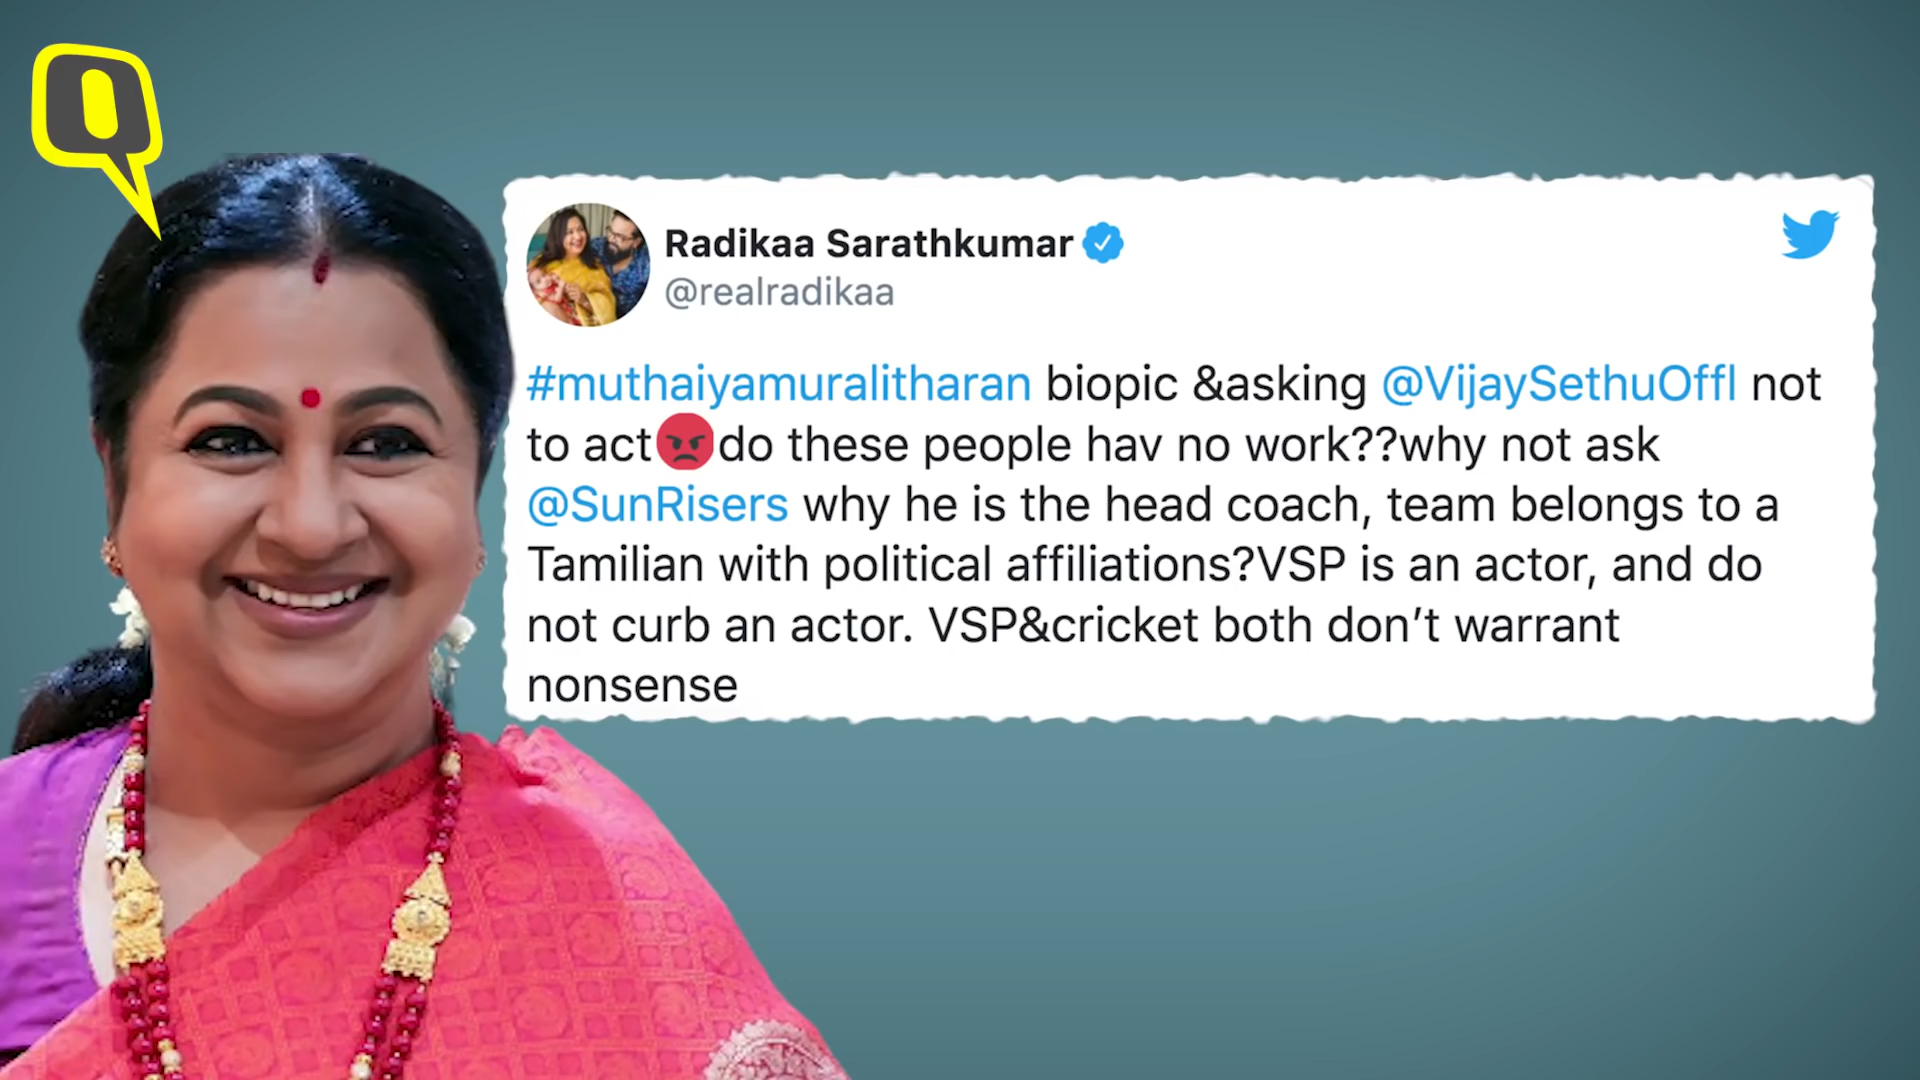 Q
Radikaa Sarathkumar
@realradikaa
#muthaiyamuralitharan biopic &asking @VijaySethuOffl not
to act😡do these people hav no work??why not ask
@SunRisers why he is the head coach, team belongs to a
Tamilian with political affiliations?VSP is an actor, and do
not curb an actor. VSP&cricket both don’t warrant
nonsense